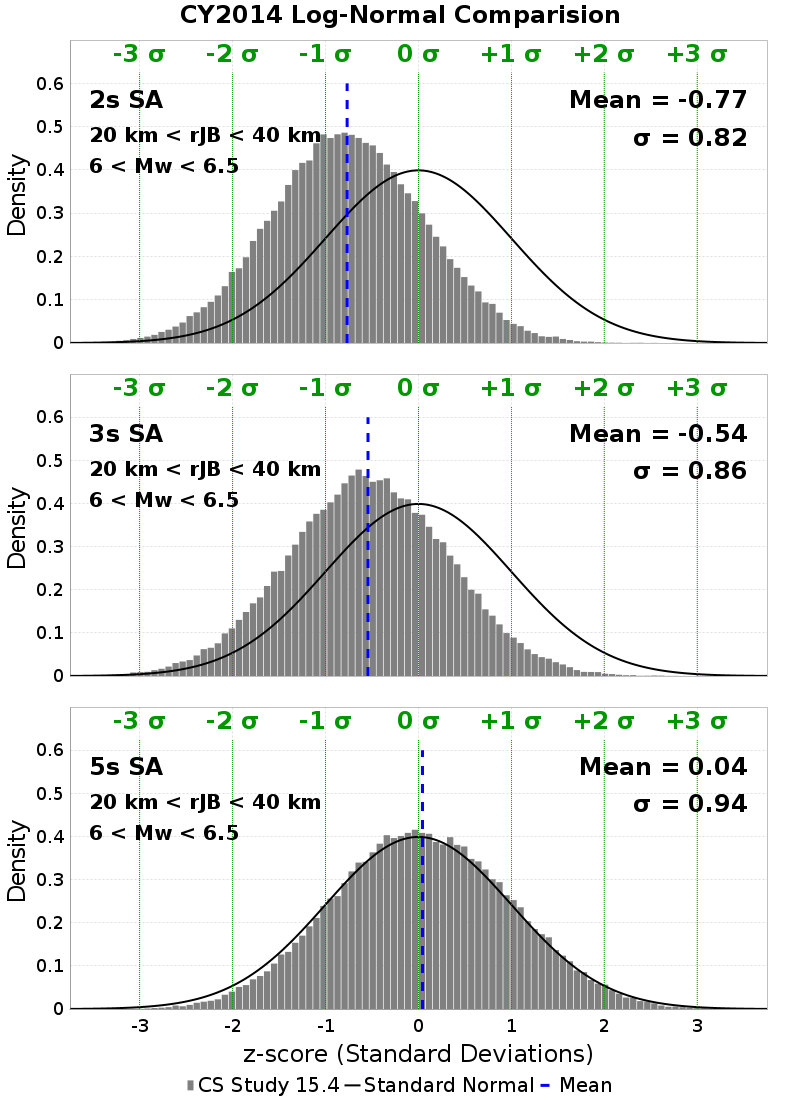 CY2014 Log-Normal Comparision
-3 σ -2 σ -1 σ 0 σ +1 σ +2 σ +3 σ
2s SA
20 km < rJB < 40 km
6 < Mw < 6.5
Mean = -0.77
σ = 0.82
Density
0.6
0.5
0.4
0.3
0.2
0.1
0
-3 σ -2 σ -1 σ 0 σ +1 σ +2 σ +3 σ
3s SA
20 km < rJB < 40 km
6 < Mw < 6.5
Mean = -0.54
σ = 0.86
Density
0.6
0.5
0.4
0.3
0.2
0.1
0
-3 σ -2 σ -1 σ 0 σ +1 σ +2 σ +3 σ
5s SA
20 km < rJB < 40 km
6 < Mw < 6.5
Mean = 0.04
σ = 0.94
Density
0.6
0.5
0.4
0.3
0.2
0.1
0
-3 -2 -1 0 1 2 3
z-score (Standard Deviations)
CS Study 15.4 Standard Normal Mean